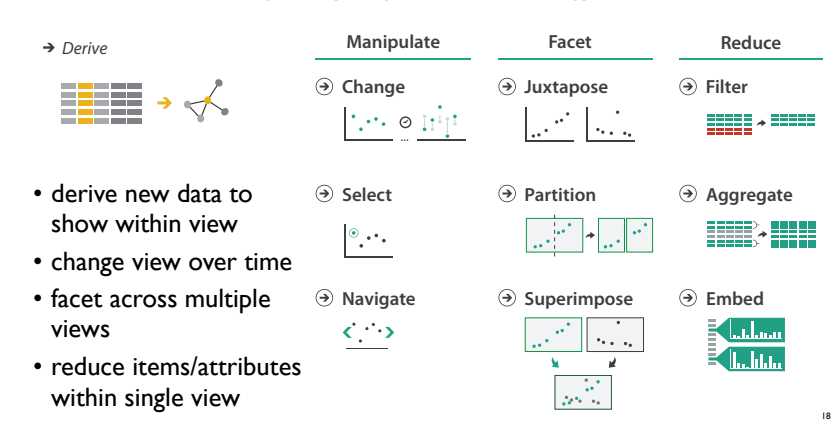 ➔ Derive
Manipulate
Facet
Reduce
➔ Change
➔ Juxtapose
➔ Filter
...
• derive new data to
show within view
• change view over time
• facet across multiple
views
• reduce items/attributes
within single view
➔ Select
➔ Partition
➔ Aggregate
➔ Navigate
➔ Superimpose
➔ Embed
18